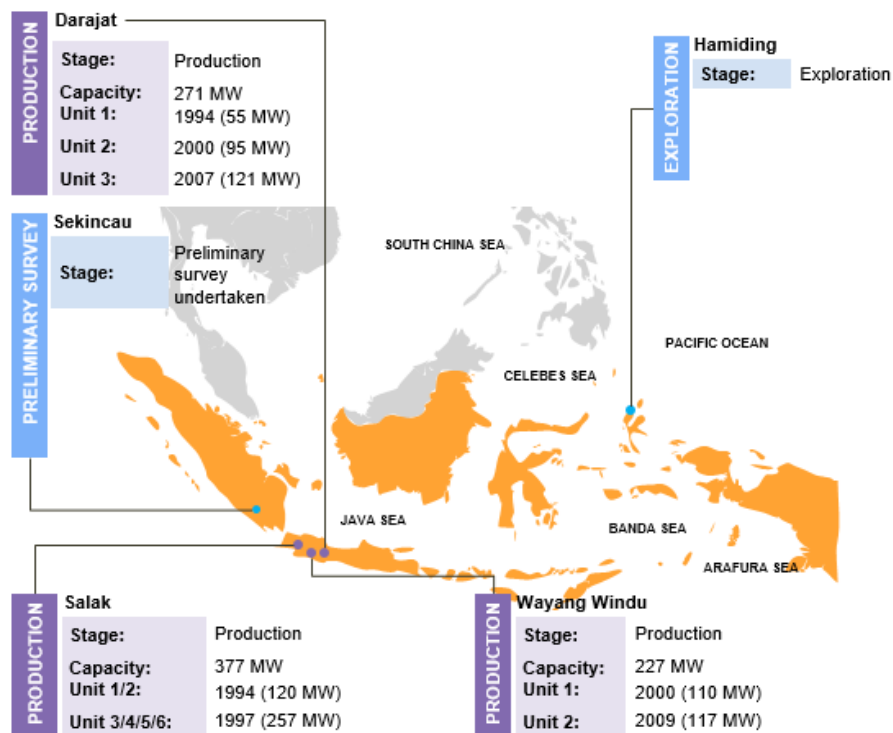 Darajat
PRODUCTION
Stage: Production
Capacity: 271 MW
Unit 1: 1994 (55 MW)
Unit 2: 2000 (95 MW)
Unit 3: 2007 (121 MW)
Hamiding
EXPLORATION
Stage: Exploration
Sekincau
PRELIMINARY SURVEY
Stage: Preliminary
survey
undertaken
SOUTH CHINA SEA
PACIFIC OCEAN
CELEBES SEA
JAVA SEA
BANDA SEA
ARAFURA SEA
Salak
PRODUCTION
Stage: Production
Capacity: 377 MW
Unit 1/2: 1994 (120 MW)
Unit 3/4/5/6: 1997 (257 MW)
Wayang Windu
PRODUCTION
Stage: Production
Capacity: 227 MW
Unit 1: 2000 (110 MW)
Unit 2: 2009 (117 MW)